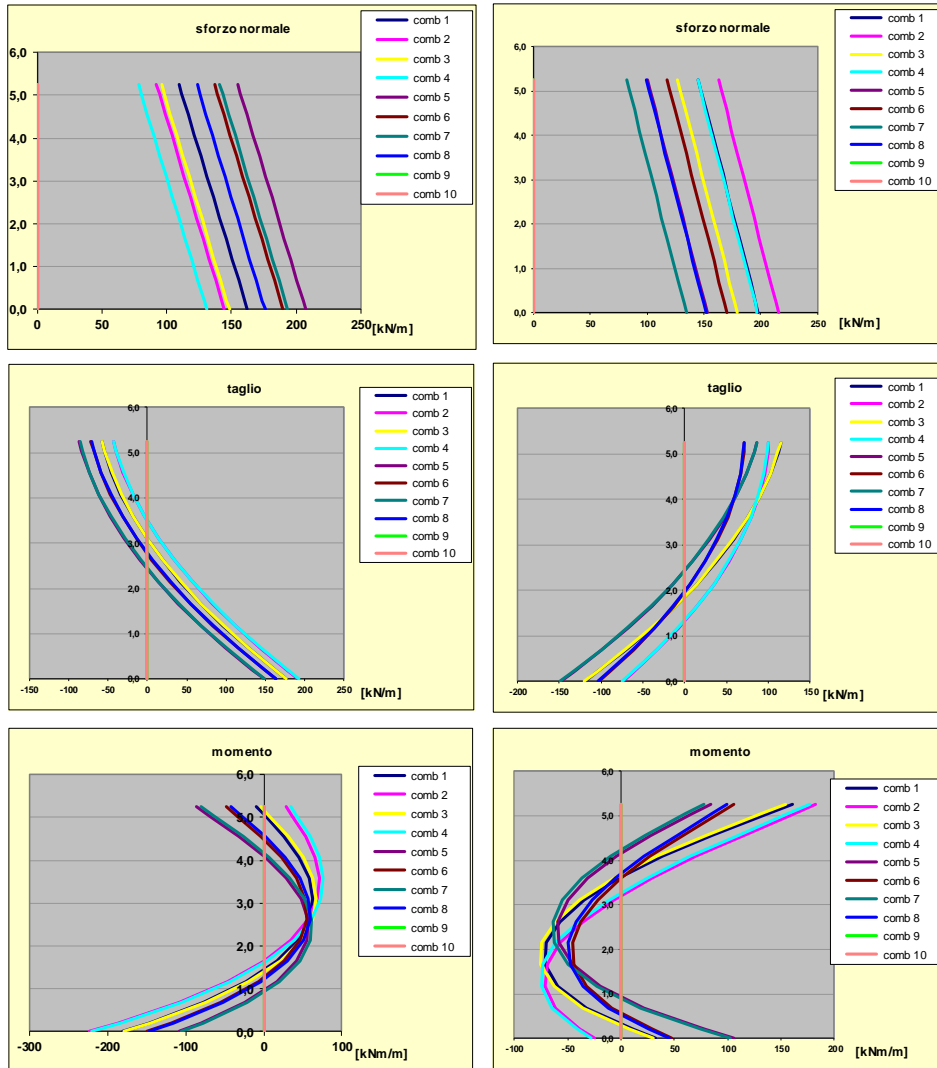 sforzo normale
6,0
5,0
4,0
3,0
2,0
1,0
0,0
0
50
100
150
200
250
[kN/m]
comb 1
comb 2
comb 3
comb 4
comb 5
comb 6
comb 7
comb 8
comb 9
comb 10
sforzo normale
6,0
5,0
4,0
3,0
2,0
1,0
0,0
0
50
100
150
200
250
[kN/m]
comb 1
comb 2
comb 3
comb 4
comb 5
comb 6
comb 7
comb 8
comb 9
comb 10
taglio
6,0
5,0
4,0
3,0
2,0
1,0
0,0
-150
-100
-50
0
50
100
150
200
250
[kN/m]
comb 1
comb 2
comb 3
comb 4
comb 5
comb 6
comb 7
comb 8
comb 9
comb 10
taglio
6,0
5,0
4,0
3,0
2,0
1,0
0,0
-200
-150
-100
-50
0
50
100
150
[kN/m]
comb 1
comb 2
comb 3
comb 4
comb 5
comb 6
comb 7
comb 8
comb 9
comb 10
momento
6,0
5,0
4,0
3,0
2,0
1,0
0,0
-300
-200
-100
0
100
[kNm/m]
comb 1
comb 2
comb 3
comb 4
comb 5
comb 6
comb 7
comb 8
comb 9
comb 10
momento
6,0
5,0
4,0
3,0
2,0
1,0
0,0
-100
-50
0
50
100
150
200
[kNm/m]
comb 1
comb 2
comb 3
comb 4
comb 5
comb 6
comb 7
comb 8
comb 9
comb 10